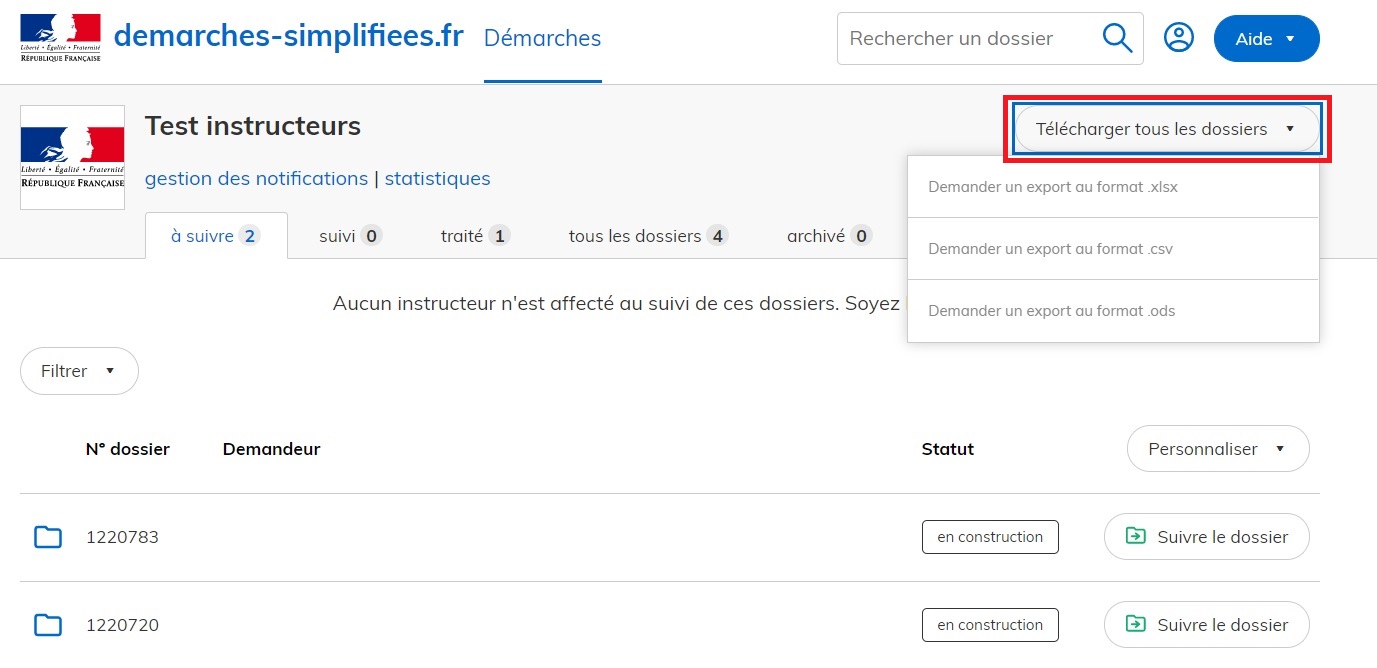 demarches-simplifiees.fr Démarches Rechercher un dossier Aide
Liberté • Égalité • Fraternité
RÉPUBLIQUE FRANÇAISE
Test instructeurs Télécharger tous les dossiers
Liberté • Égalité • Fraternité
RÉPUBLIQUE FRANÇAISE
gestion des notifications | statistiques
Demander un export au format .xlsx
à suivre 2 suivi 0 traité 1 tous les dossiers 4 archivé 0
Demander un export au format .csv
Aucun instructeur n'est affecté au suivi de ces dossiers. Soyez
Demander un export au format .ods
Filtrer
N° dossier Demandeur Statut Personnaliser
1220783 en construction Suivre le dossier
1220720 en construction Suivre le dossier